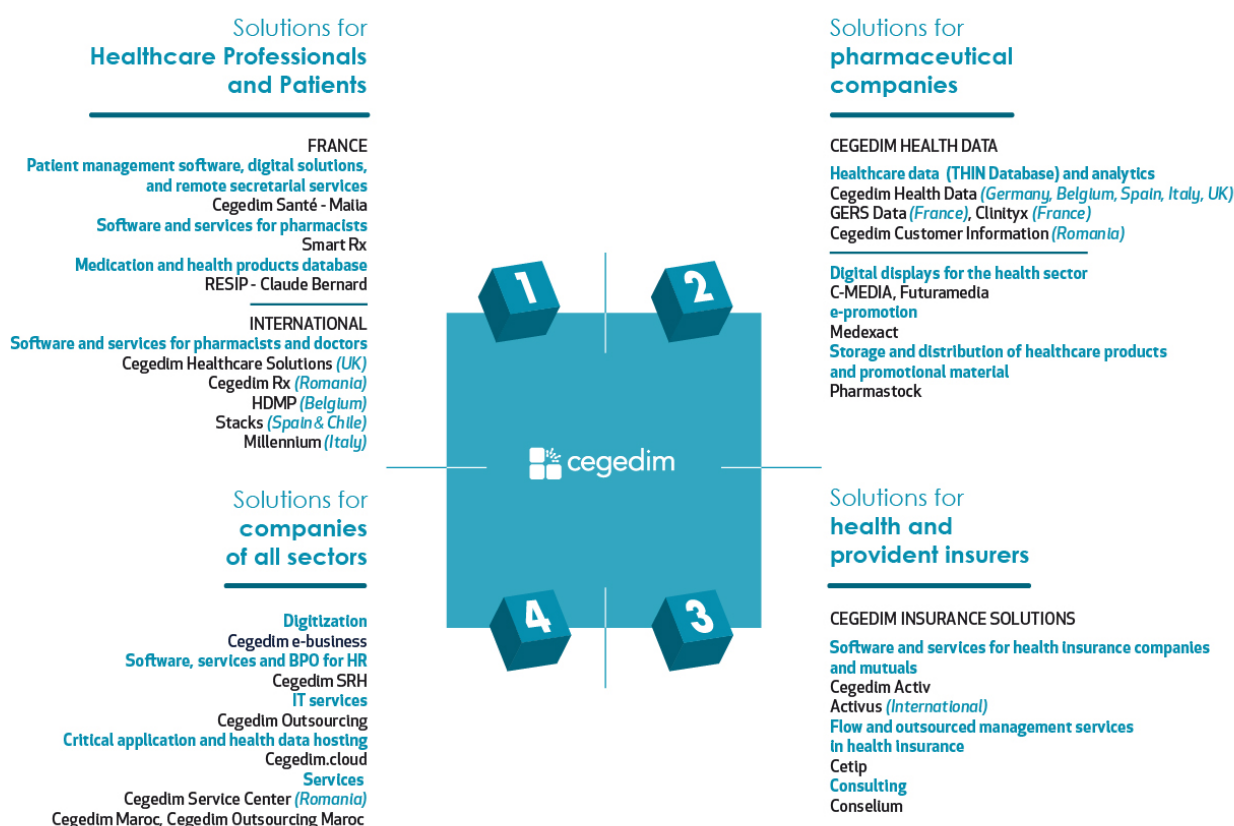 Solutions for
Healthcare Professionals
and Patients
FRANCE
Patient management software, digital solutions,
and remote secretarial services
Cegedim Santé - Maiia
Software and services for pharmacists
Smart Rx
Medication and health products database
RESIP - Claude Bernard
INTERNATIONAL
Software and services for pharmacists and doctors
Cegedim Healthcare Solutions (UK)
Cegedim Rx (Romania)
HDMP (Belgium)
Stacks (Spain & Chile)
Millennium (Italy)
1
2
Solutions for
pharmaceutical
companies
CEGEDIM HEALTH DATA
Healthcare data (THIN Database) and analytics
Cegedim Health Data (Germany, Belgium, Spain, Italy, UK)
GERS Data (France), Clinityx (France)
Cegedim Customer Information (Romania)
Digital displays for the health sector
C-MEDIA, Futuramedia
e-promotion
Medexact
Storage and distribution of healthcare products
and promotional material
Pharmastock
cegedim
Solutions for
companies
of all sectors
Digitization
Cegedim e-business
Software, services and BPO for HR
Cegedim SRH
IT services
Cegedim Outsourcing
Critical application and health data hosting
Cegedim.cloud
Services
Cegedim Service Center (Romania)
Cegedim Maroc, Cegedim Outsourcing Maroc
4
3
Solutions for
health and
provident insurers
CEGEDIM INSURANCE SOLUTIONS
Software and services for health insurance companies
and mutuals
Cegedim Activ
Activus (International)
Flow and outsourced management services
in health insurance
Cetip
Consulting
Conselium